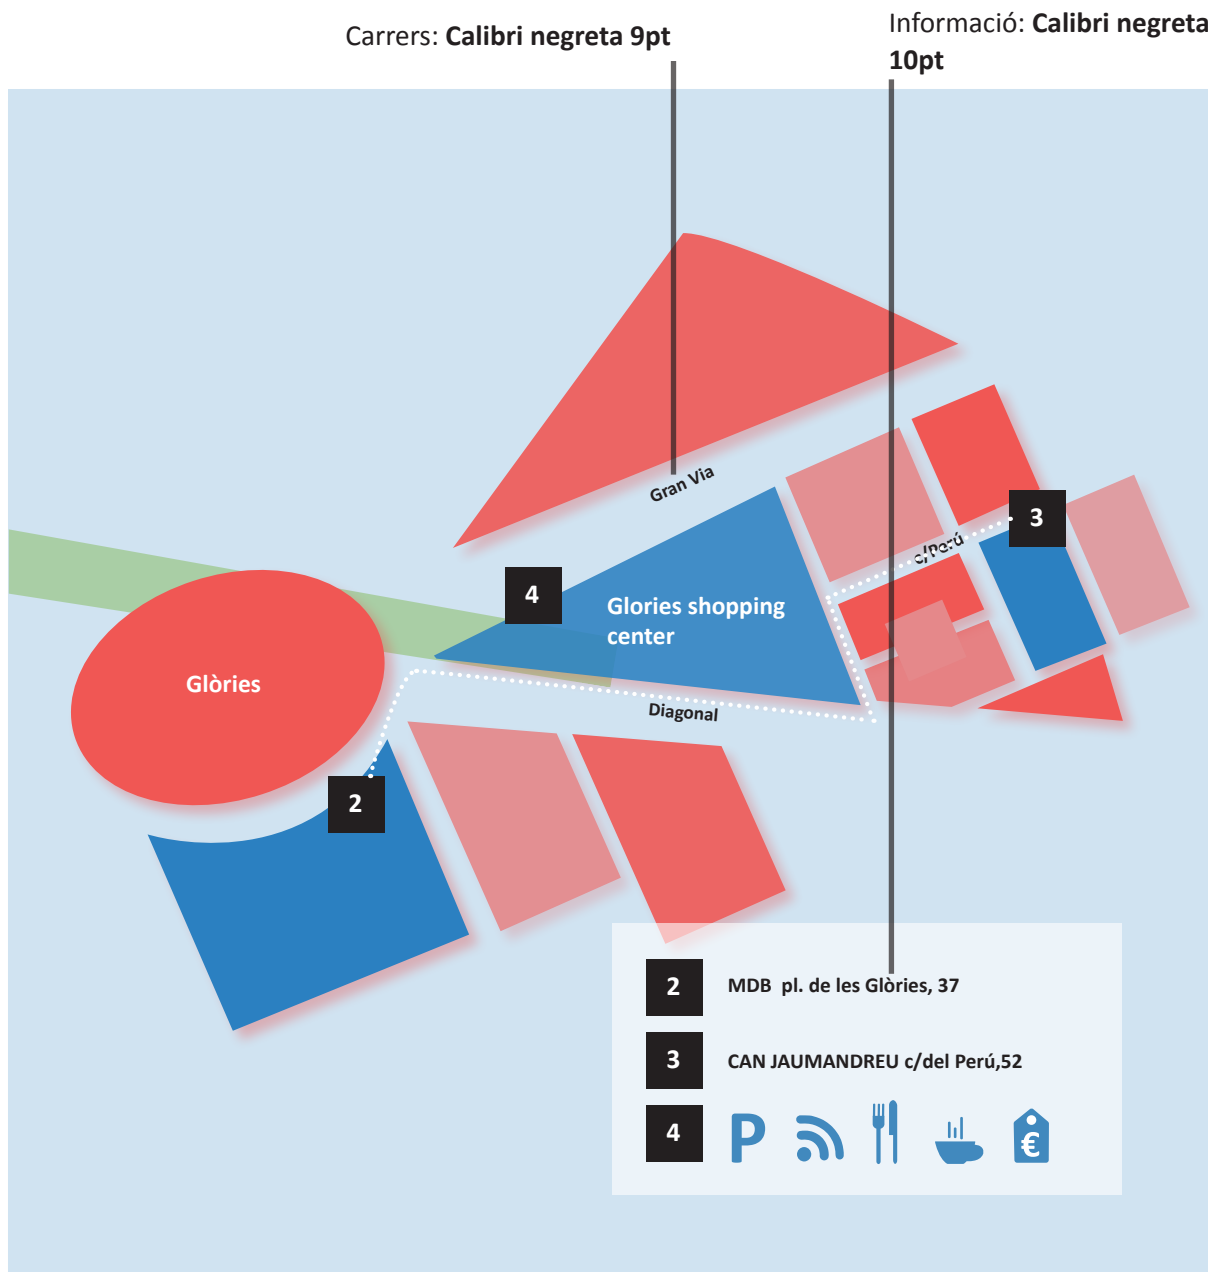 Carrers: Calibri negreta 9pt
Informació: Calibri negreta
10pt
Gran Via
3
c/Perú
4
Glories shopping
center
Glòries
Diagonal
2
2 MDB pl. de les Glòries, 37
3 CAN JAUMANDREU c/del Perú,52
4 P €